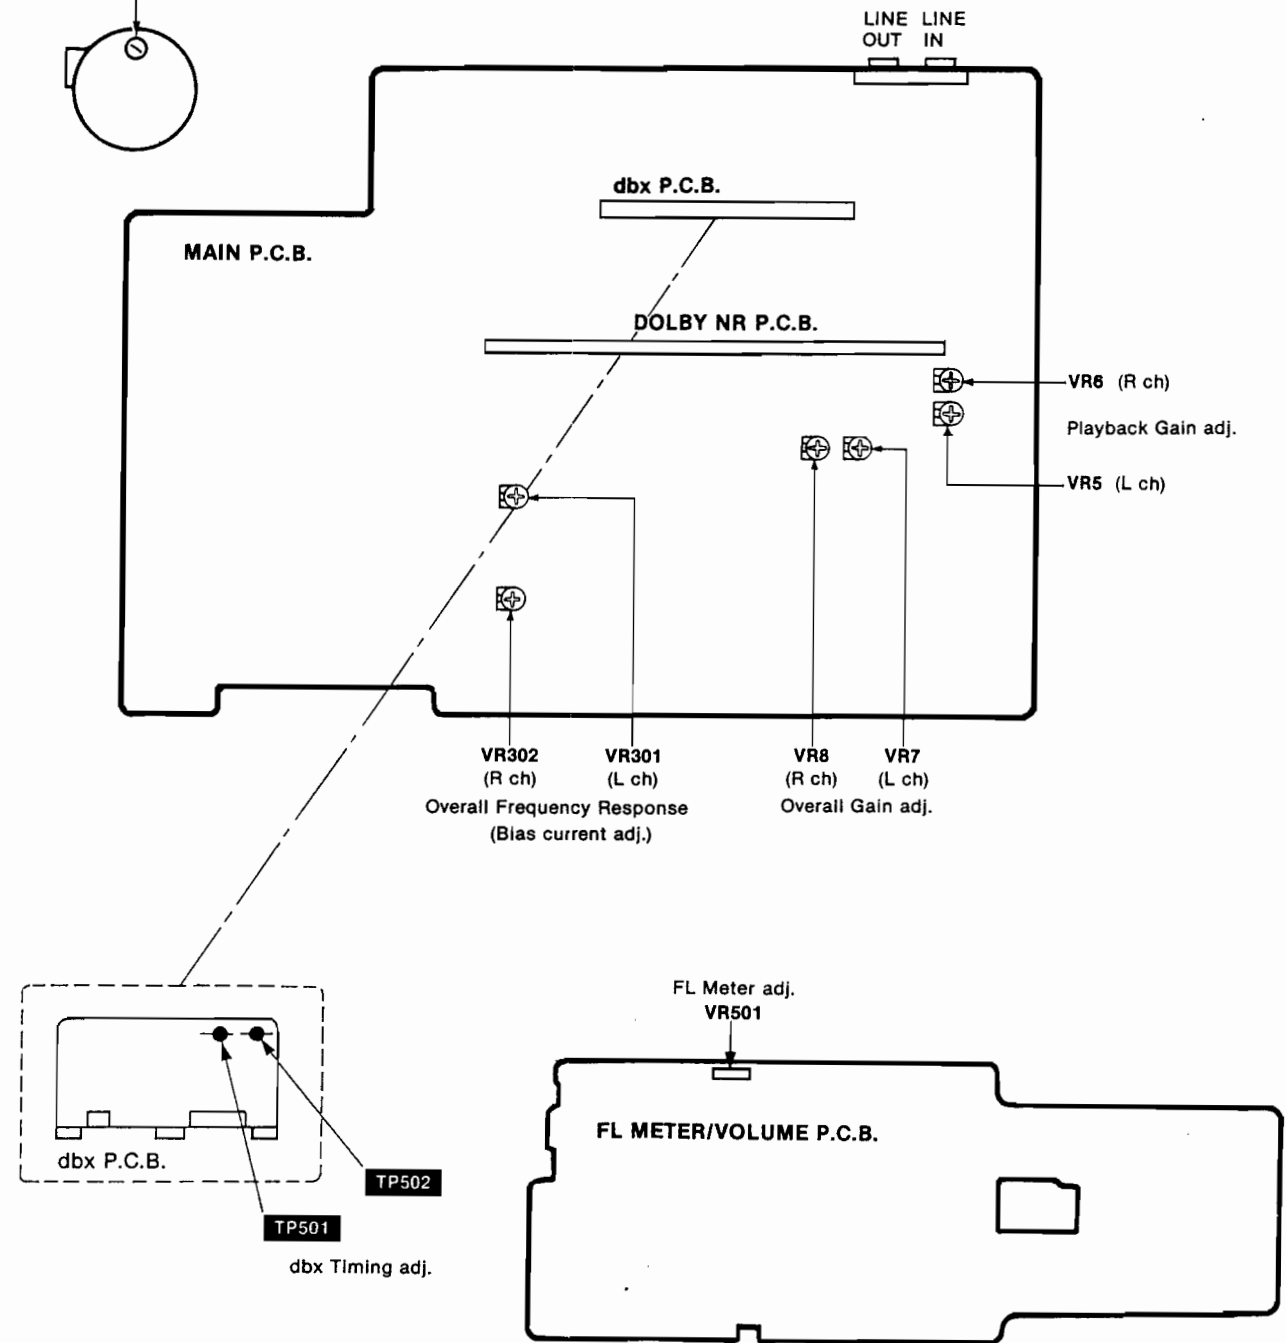 LINE OUT
LINE IN
dbx P.C.B.
MAIN P.C.B.
DOLBY NR P.C.B.
VR6 (R ch)
Playback Gain adj.
VR5 (L ch)
VR302 (R ch)
VR301 (L ch)
Overall Frequency Response
(Bias current adj.)
VR8 (R ch)
VR7 (L ch)
Overall Gain adj.
FL Meter adj.
VR501
FL METER/VOLUME P.C.B.
dbx P.C.B.
TP502
TP501
dbx Timing adj.